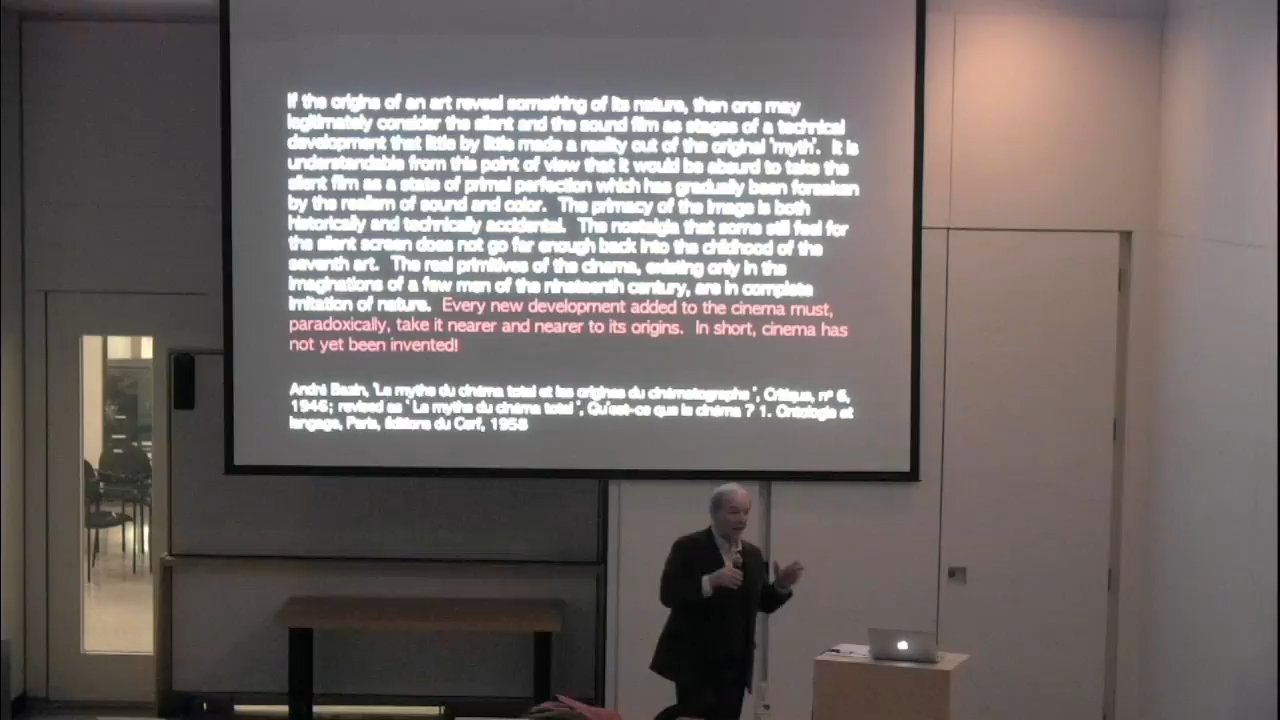 If the origins of an art reveal something of its nature, then one may
legitimately consider the silent and the sound film as stages of a technical
development that little by little made a reality out of the original 'myth'. It is
understandable from this point of view that it would be absurd to take the
silent film as a state of primal perfection which has gradually been forsaken
by the realism of sound and color. The primacy of the image is both
historically and technically accidental. The nostalgia that some still feel for
the silent screen does not go far enough back into the childhood of the
seventh art. The real primitives of the cinema, existing only in the
imaginations of a few men of the nineteenth century, are in complete
imitation of nature. Every new development added to the cinema must,
paradoxically, take it nearer and nearer to its origins. In short, cinema has
not yet been invented!
André Bazin, 'Le mythe du cinéma total et les origines du cinématographe', Critique, n° 6,
1946; revised as 'Le mythe du cinéma total', Qu'est-ce que le cinéma ? 1. Ontologie et
langage, Paris, éditions du Cerf, 1958